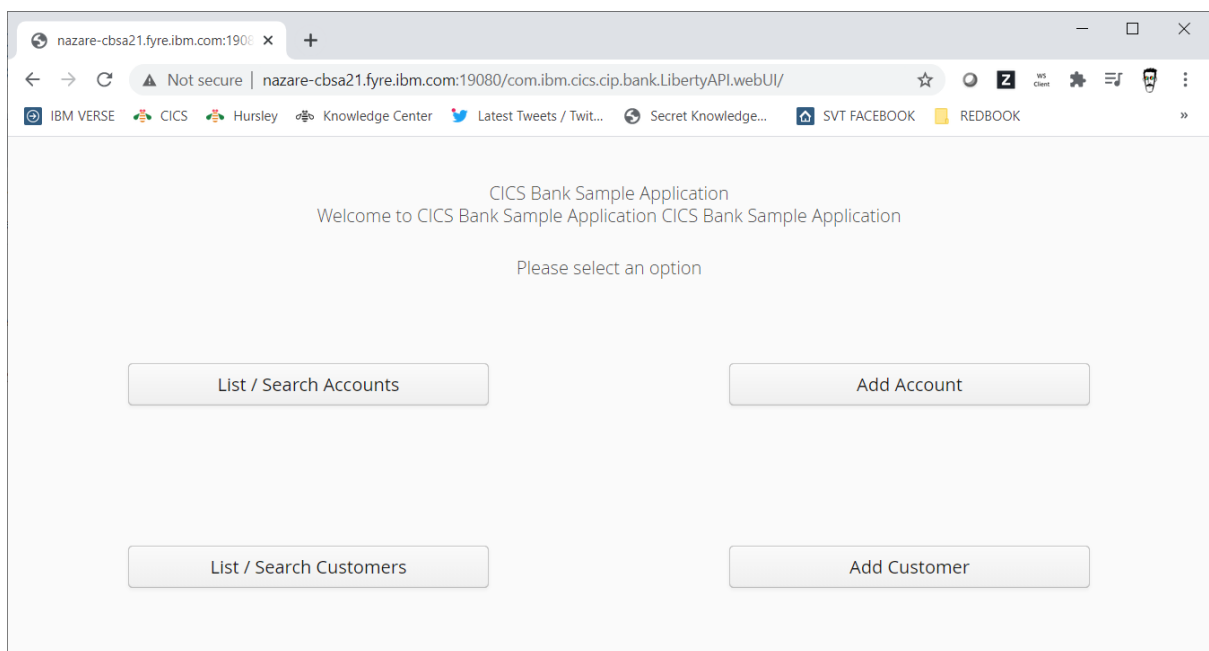 nazare-cbsa21.fyre.ibm.com:1908
Not secure | nazare-cbsa21.fyre.ibm.com:19080/com.ibm.cics.cip.bank.LibertyAPI.webUI/
Z
WS Client
IBM VERSE CICS Hursley Knowledge Center Latest Tweets / Twit... Secret Knowledge... SVT FACEBOOK REDBOOK »
CICS Bank Sample Application
Welcome to CICS Bank Sample Application CICS Bank Sample Application
Please select an option
List / Search Accounts Add Account
List / Search Customers Add Customer